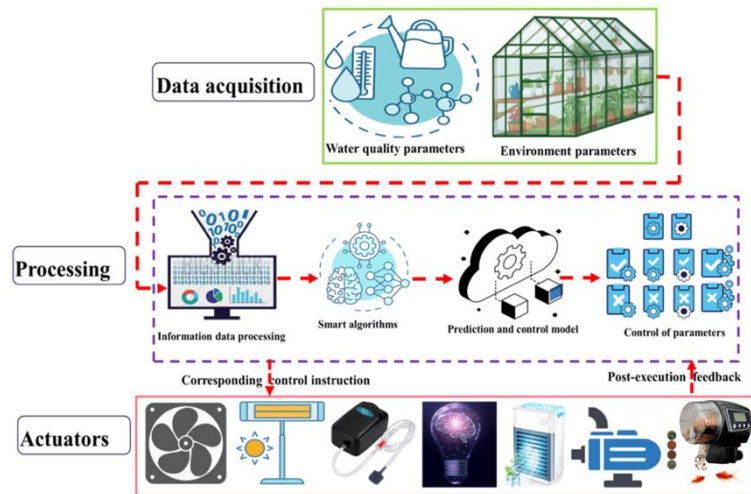 Data acquisition
Water quality parameters
Environment parameters
Processing
Information data processing
Smart algorithms
Prediction and control model
Control of parameters
Corresponding control instruction
Post-execution feedback
Actuators